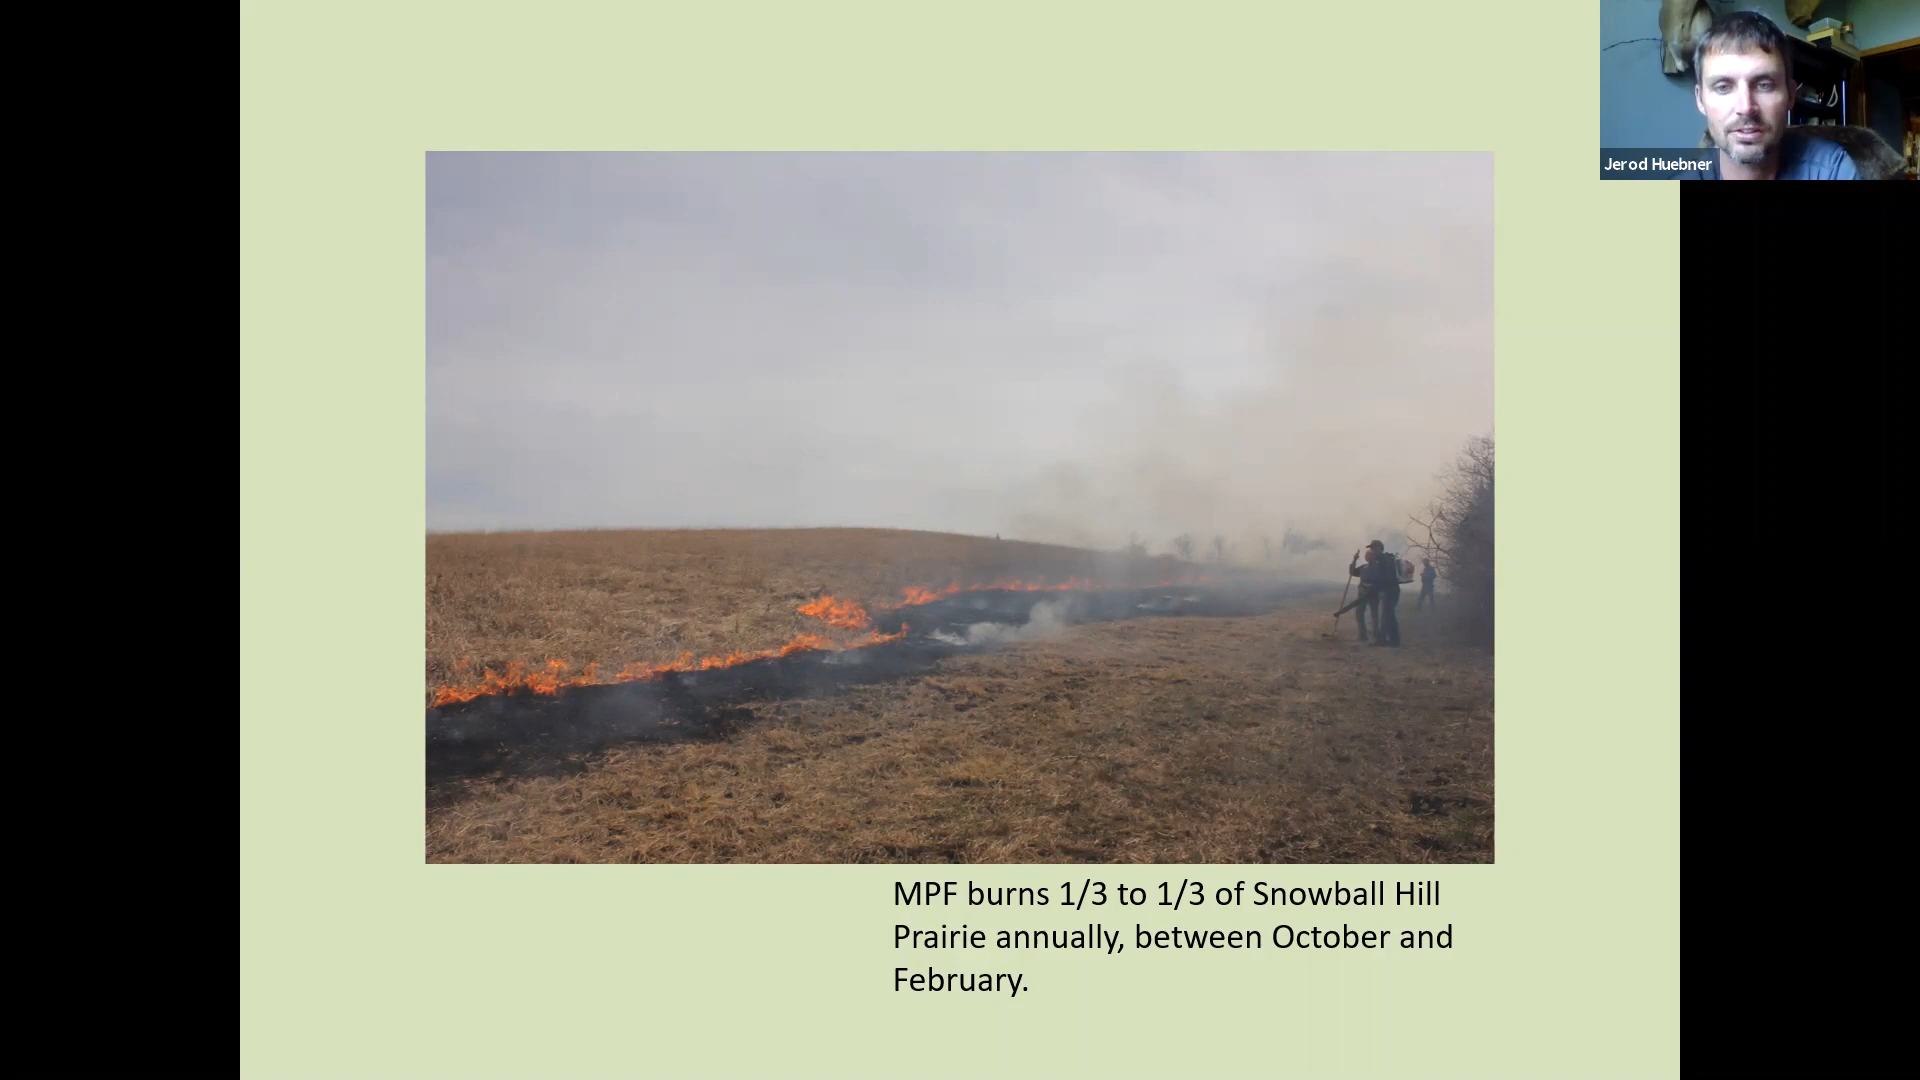 Jerod Huebner
MPF burns 1/3 to 1/3 of Snowball Hill
Prairie annually, between October and
February.